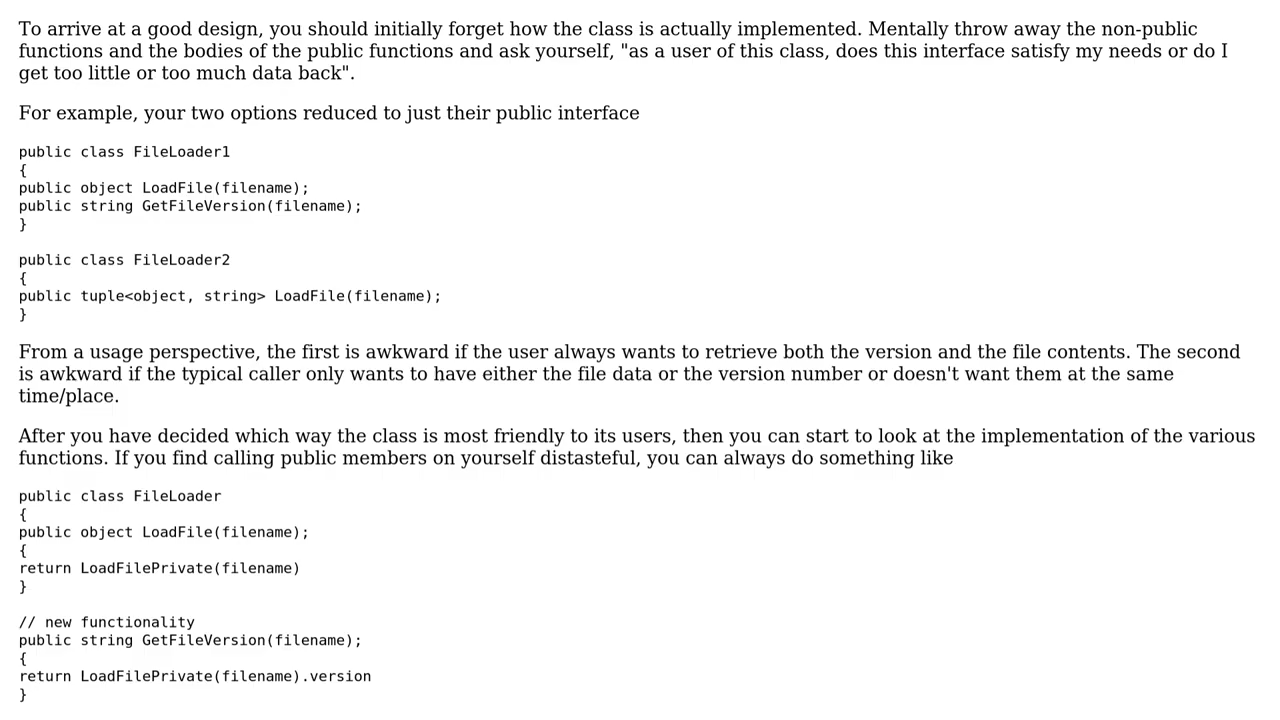 To arrive at a good design, you should initially forget how the class is actually implemented. Mentally throw away the non-public
functions and the bodies of the public functions and ask yourself, "as a user of this class, does this interface satisfy my needs or do I
get too little or too much data back".
For example, your two options reduced to just their public interface
public class FileLoader1
{
public object LoadFile(filename);
public string GetFileVersion(filename);
}
public class FileLoader2
{
public tuple<object, string> LoadFile(filename);
}
From a usage perspective, the first is awkward if the user always wants to retrieve both the version and the file contents. The second
is awkward if the typical caller only wants to have either the file data or the version number or doesn't want them at the same
time/place.
After you have decided which way the class is most friendly to its users, then you can start to look at the implementation of the various
functions. If you find calling public members on yourself distasteful, you can always do something like
public class FileLoader
{
public object LoadFile(filename);
{
return LoadFilePrivate(filename)
}
// new functionality
public string GetFileVersion(filename);
{
return LoadFilePrivate(filename).version
}